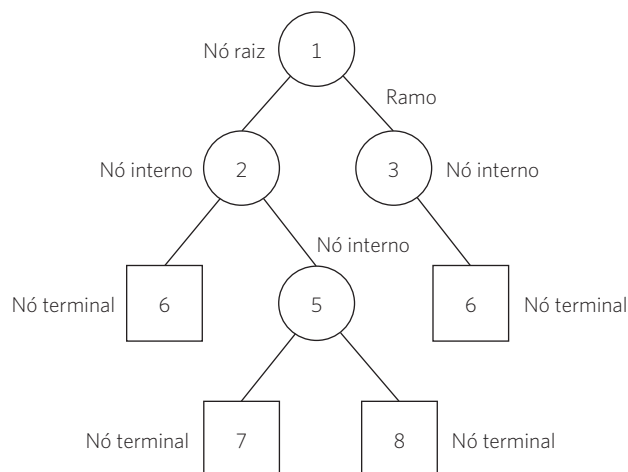 Nó raiz 1
Ramo
Nó interno 2 3 Nó interno
Nó interno
Nó terminal 6 5 6 Nó terminal
Nó terminal 7 8 Nó terminal